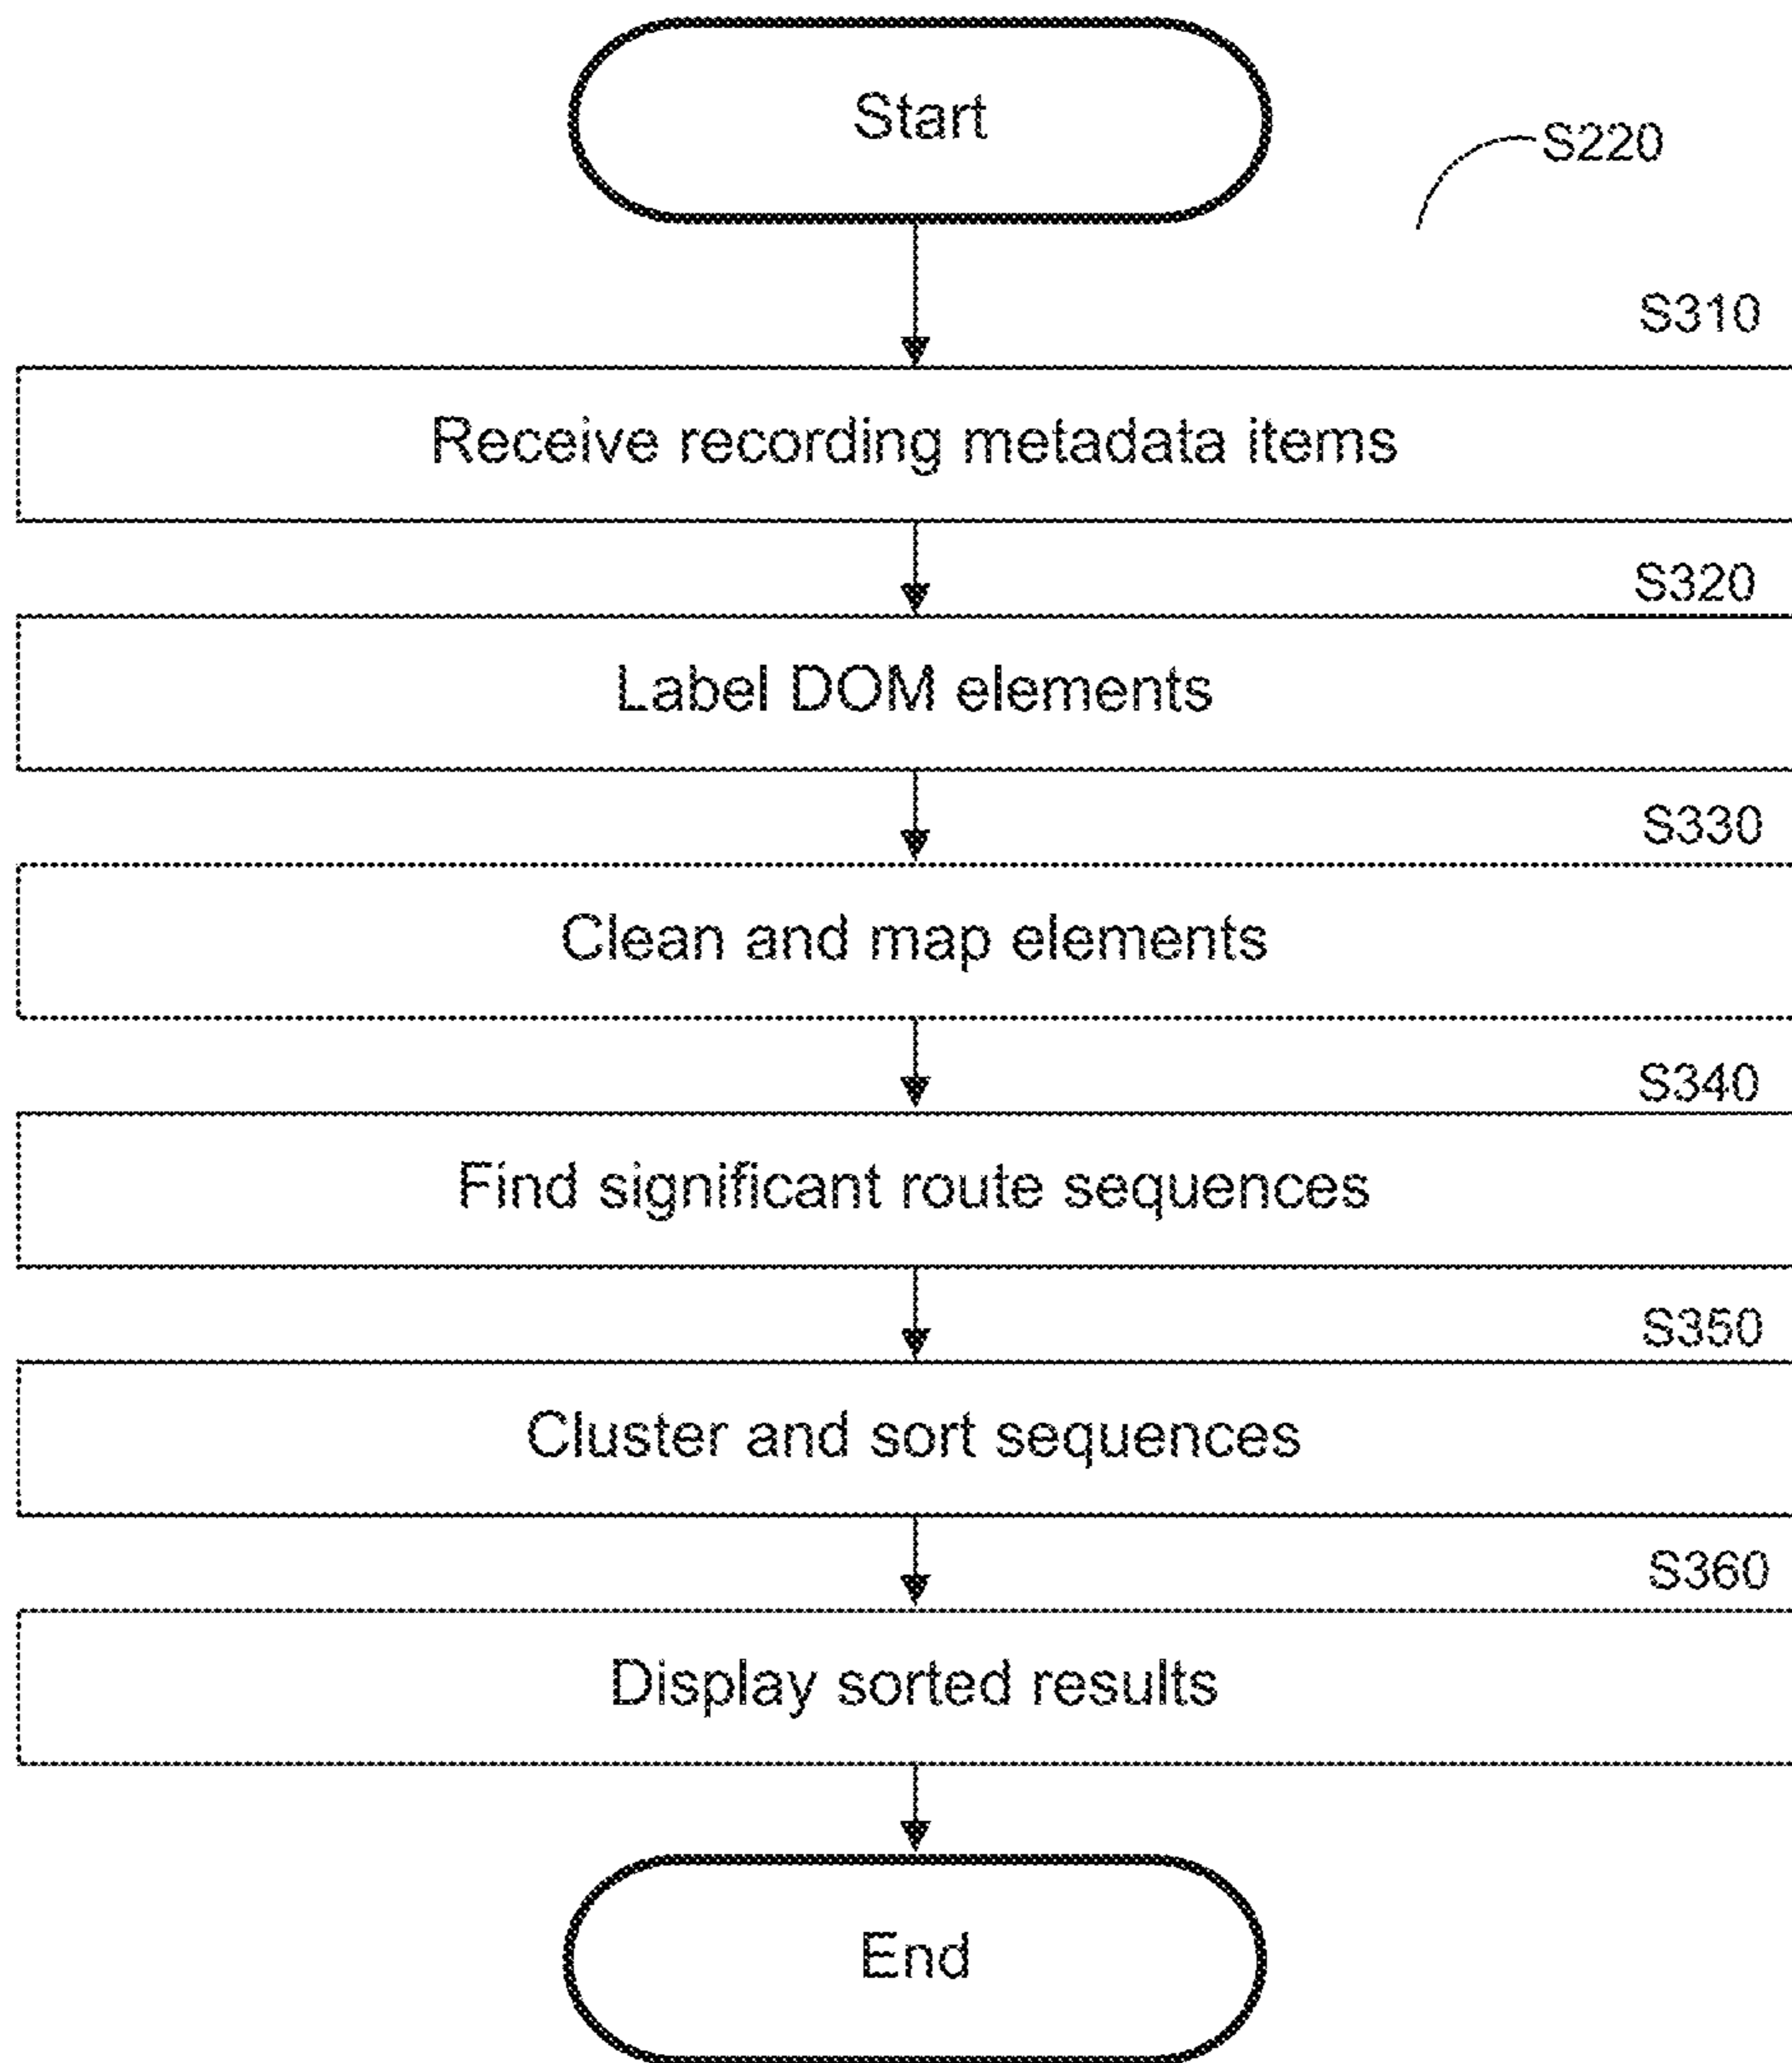 Start
S220
S310
Receive recording metadata items
S320
Label DOM elements
S330
Clean and map elements
S340
Find significant route sequences
S350
Cluster and sort sequences
S360
Display sorted results
End